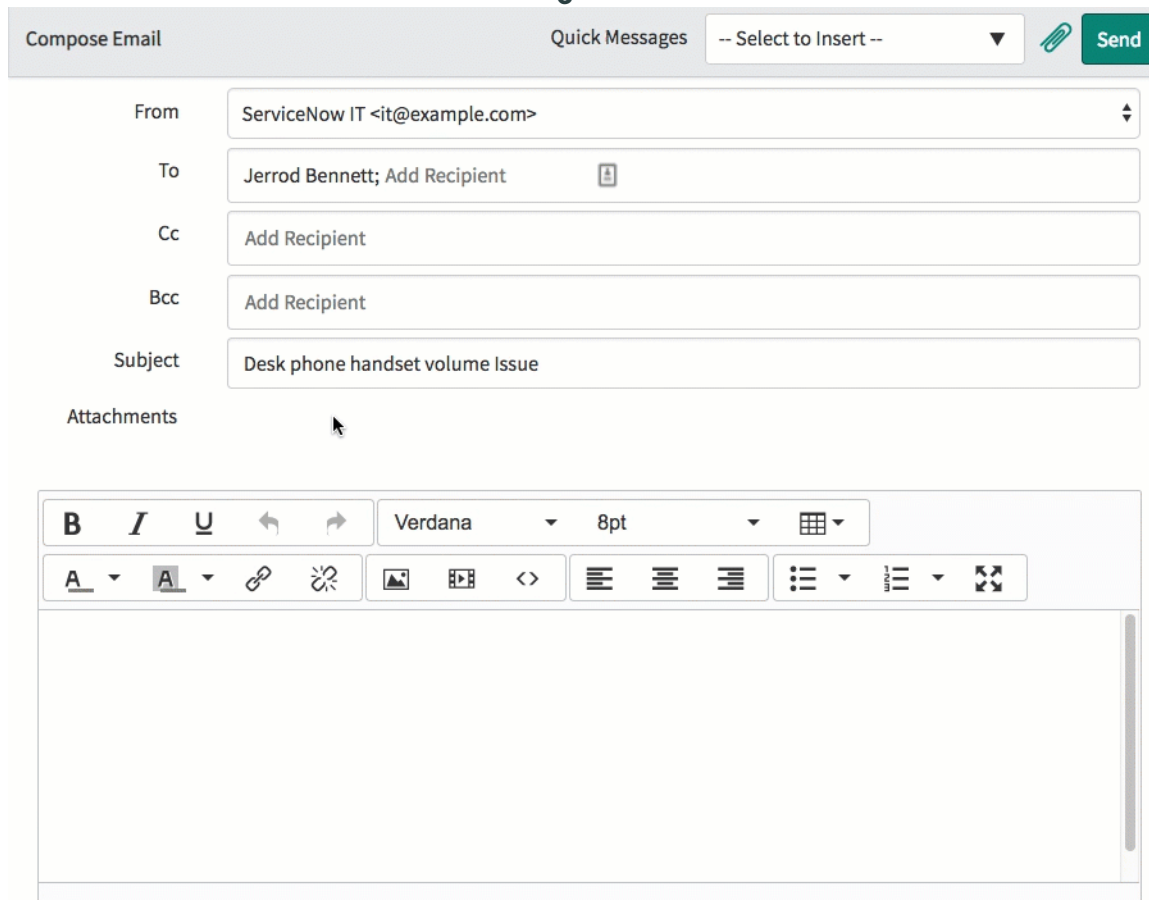 Compose Email Quick Messages -- Select to Insert -- Send
From ServiceNow IT <it@example.com>
To Jerrod Bennett; Add Recipient
Cc Add Recipient
Bcc Add Recipient
Subject Desk phone handset volume Issue
Attachments
B I U Verdana 8pt
A A <>